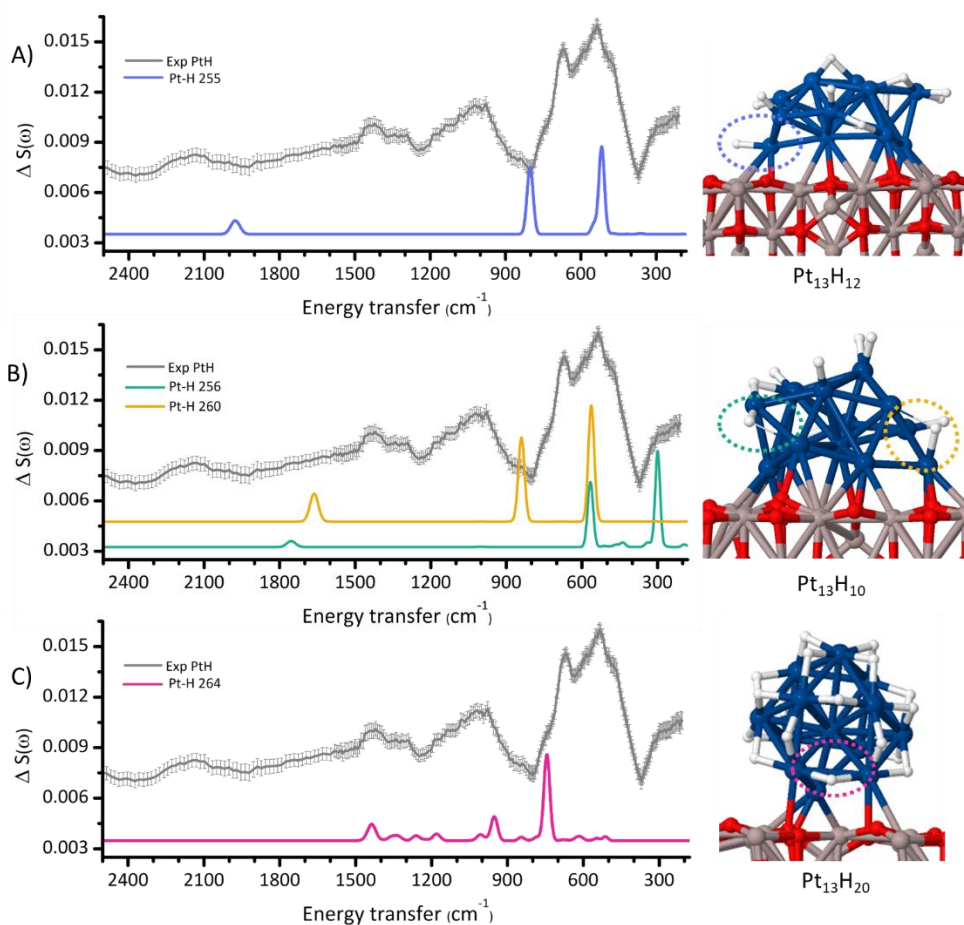 A)
Δ S(ω)
0.015
0.012
0.009
0.006
0.003
Exp PtH
Pt-H 255
2400 2100 1800 1500 1200 900 600 300
Energy transfer (cm⁻¹)
Pt₁₃H₁₂
B)
Δ S(ω)
0.015
0.012
0.009
0.006
0.003
Exp PtH
Pt-H 256
Pt-H 260
2400 2100 1800 1500 1200 900 600 300
Energy transfer (cm⁻¹)
Pt₁₃H₁₀
C)
Δ S(ω)
0.015
0.012
0.009
0.006
0.003
Exp PtH
Pt-H 264
2400 2100 1800 1500 1200 900 600 300
Energy transfer (cm⁻¹)
Pt₁₃H₂₀